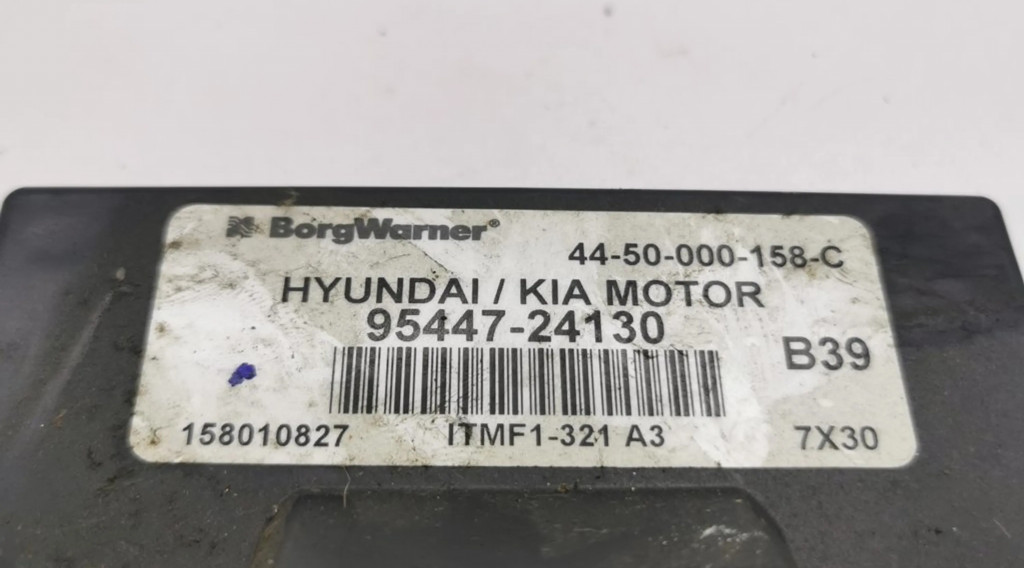 BorgWarner®
44-50-000-158-C
HYUNDAI / KIA MOTOR
95447-24130
B39
158010827 ITMF1-321 A3 7X30